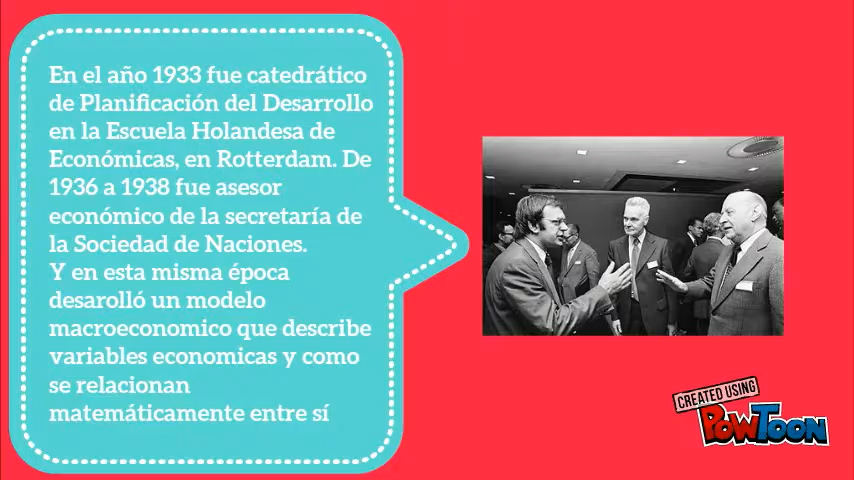 En el año 1933 fue catedrático
de Planificación del Desarrollo
en la Escuela Holandesa de
Económicas, en Rotterdam. De
1936 a 1938 fue asesor
económico de la secretaría de
la Sociedad de Naciones.
Y en esta misma época
desarolló un modelo
macroeconomico que describe
variables economicas y como
se relacionan
matemáticamente entre sí
CREATED USING
POWTOON